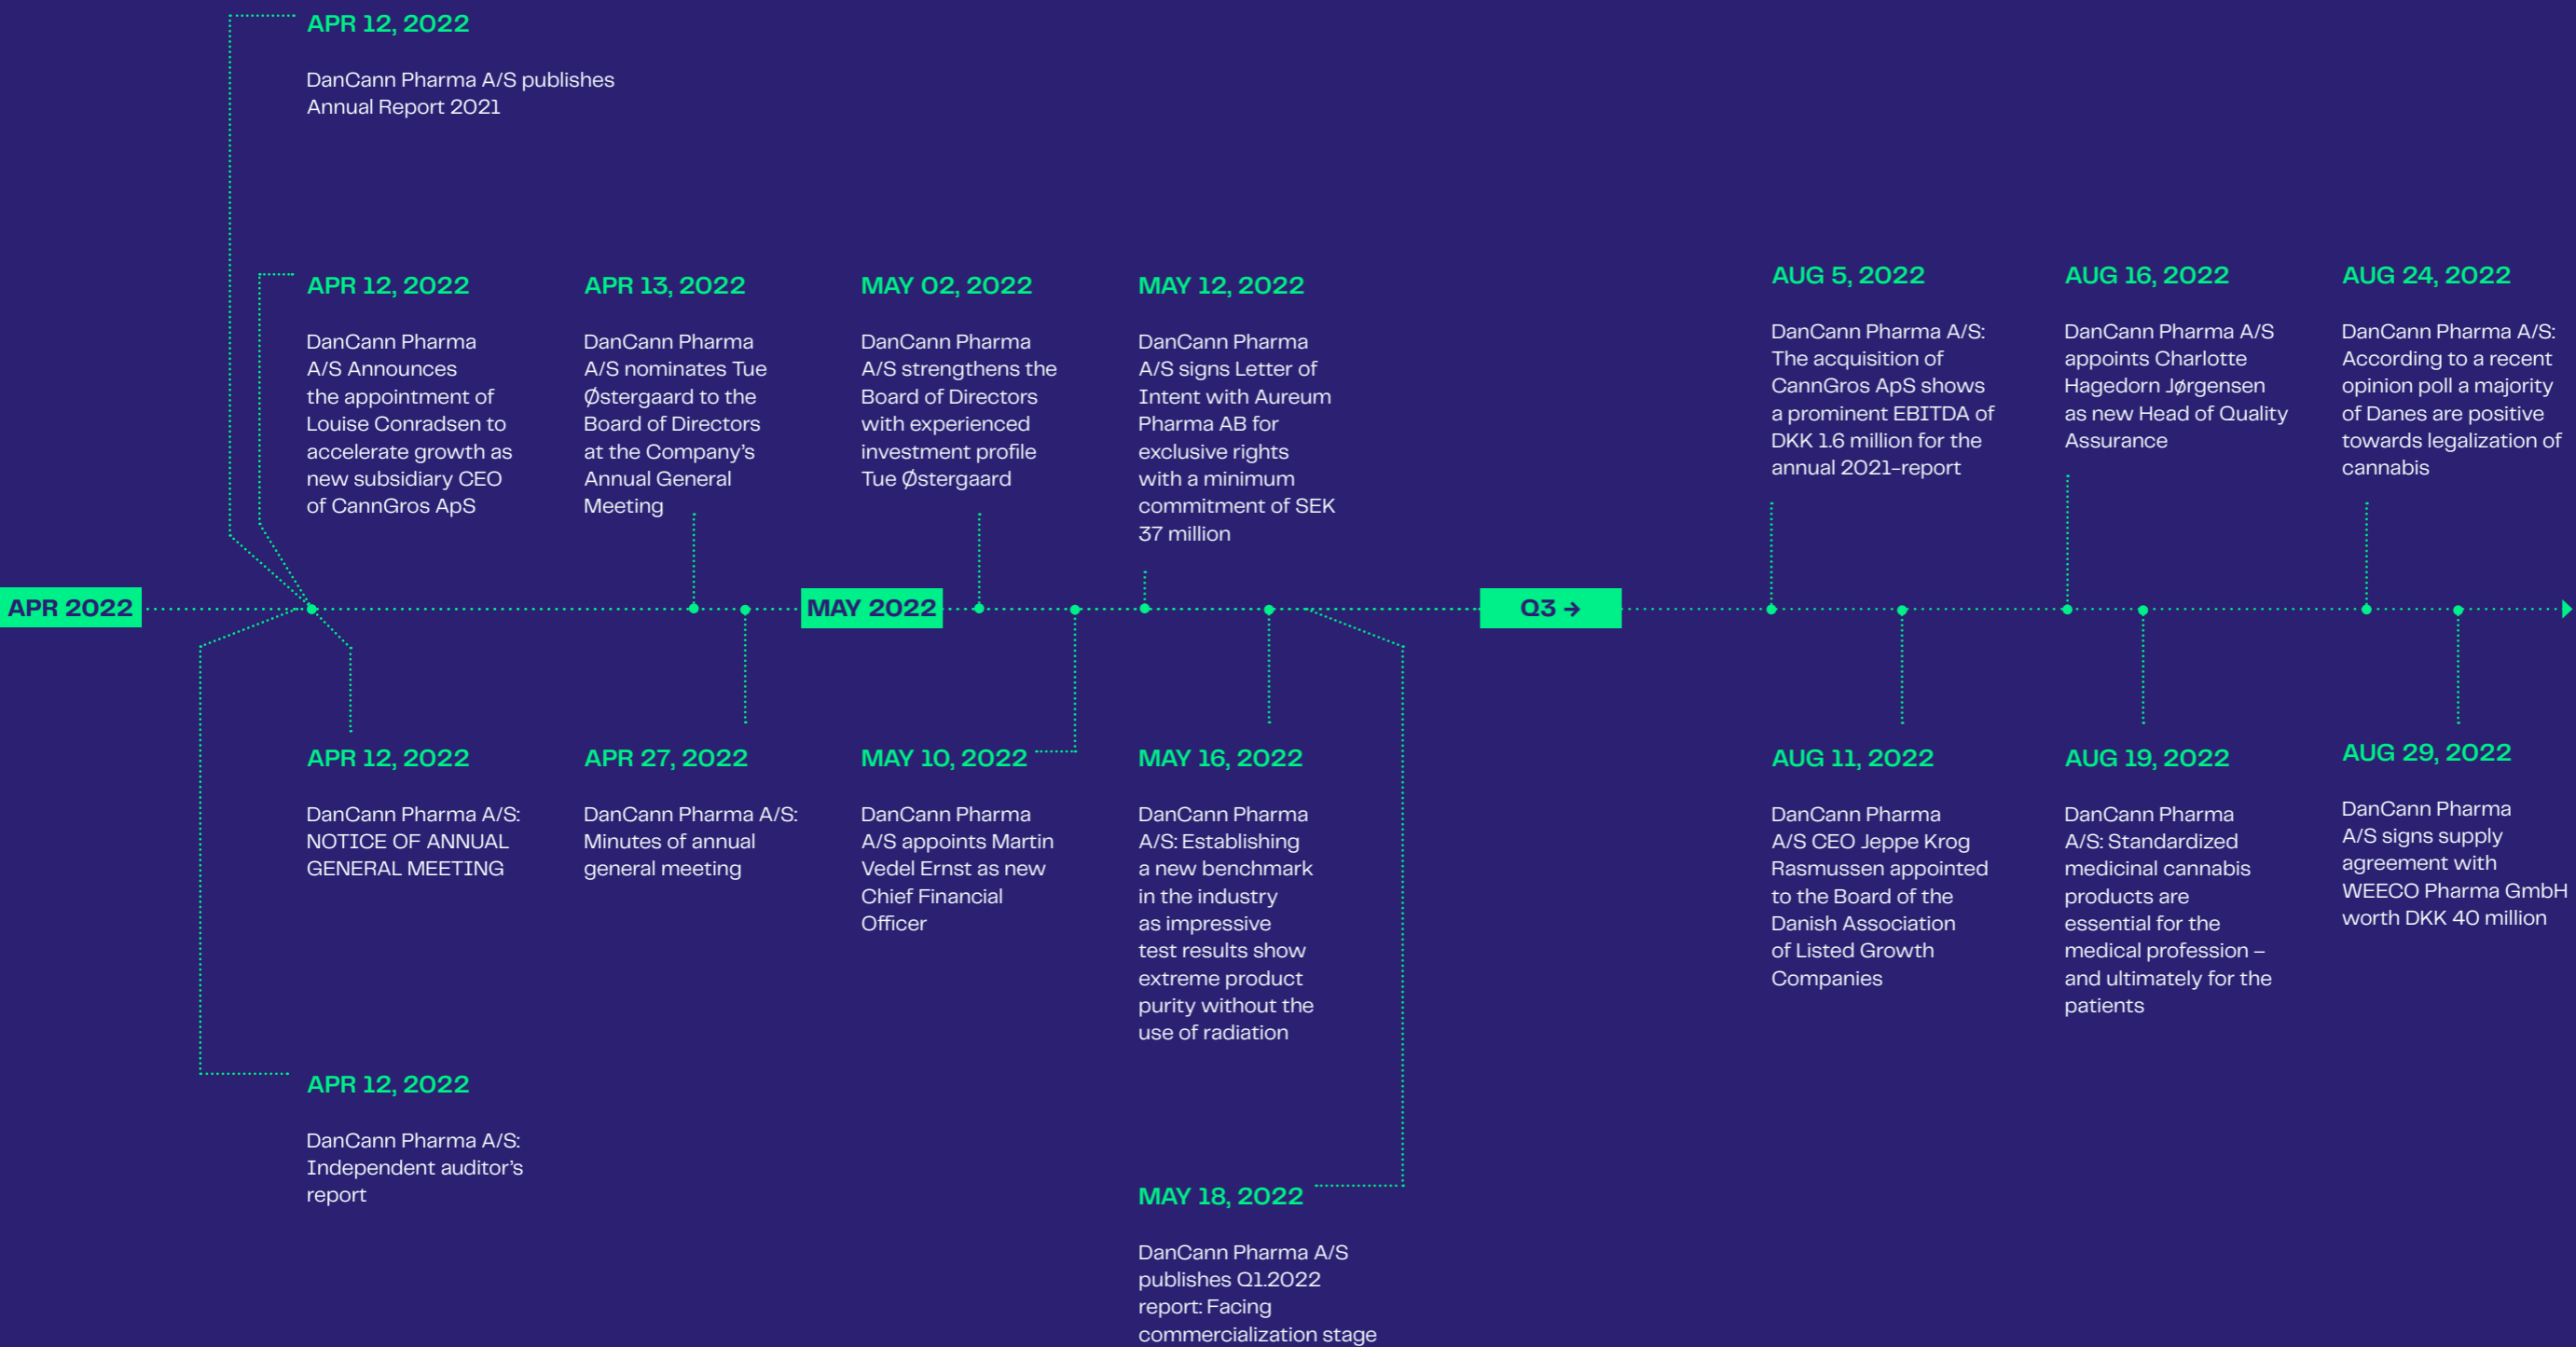 APR 12, 2022
DanCann Pharma A/S publishes
Annual Report 2021
APR 12, 2022
DanCann Pharma
A/S Announces
the appointment of
Louise Conradsen to
accelerate growth as
new subsidiary CEO
of CannGros ApS
APR 13, 2022
DanCann Pharma
A/S nominates Tue
Østergaard to the
Board of Directors
at the Company’s
Annual General
Meeting
MAY 02, 2022
DanCann Pharma
A/S strengthens the
Board of Directors
with experienced
investment profile
Tue Østergaard
MAY 12, 2022
DanCann Pharma
A/S signs Letter of
Intent with Aureum
Pharma AB for
exclusive rights
with a minimum
commitment of SEK
37 million
AUG 5, 2022
DanCann Pharma A/S:
The acquisition of
CannGros ApS shows
a prominent EBITDA of
DKK 1.6 million for the
annual 2021-report
AUG 16, 2022
DanCann Pharma A/S
appoints Charlotte
Hagedorn Jørgensen
as new Head of Quality
Assurance
AUG 24, 2022
DanCann Pharma A/S:
According to a recent
opinion poll a majority
of Danes are positive
towards legalization of
cannabis
APR 2022
MAY 2022
Q3 →
APR 12, 2022
DanCann Pharma A/S:
NOTICE OF ANNUAL
GENERAL MEETING
APR 27, 2022
DanCann Pharma A/S:
Minutes of annual
general meeting
MAY 10, 2022
DanCann Pharma
A/S appoints Martin
Vedel Ernst as new
Chief Financial
Officer
MAY 16, 2022
DanCann Pharma
A/S: Establishing
a new benchmark
in the industry
as impressive
test results show
extreme product
purity without the
use of radiation
AUG 11, 2022
DanCann Pharma
A/S CEO Jeppe Krog
Rasmussen appointed
to the Board of the
Danish Association
of Listed Growth
Companies
AUG 19, 2022
DanCann Pharma
A/S: Standardized
medicinal cannabis
products are
essential for the
medical profession –
and ultimately for the
patients
AUG 29, 2022
DanCann Pharma
A/S signs supply
agreement with
WEECO Pharma GmbH
worth DKK 40 million
APR 12, 2022
DanCann Pharma A/S:
Independent auditor’s
report
MAY 18, 2022
DanCann Pharma A/S
publishes Q1.2022
report: Facing
commercialization stage